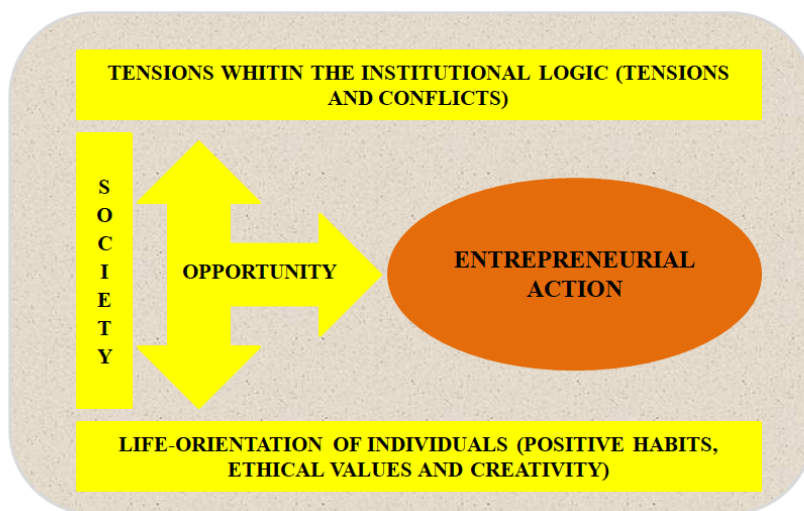 TENSIONS WHITIN THE INSTITUTIONAL LOGIC (TENSIONS
AND CONFLICTS)
SOCIETY
OPPORTUNITY
ENTREPRENEURIAL
ACTION
LIFE-ORIENTATION OF INDIVIDUALS (POSITIVE HABITS,
ETHICAL VALUES AND CREATIVITY)